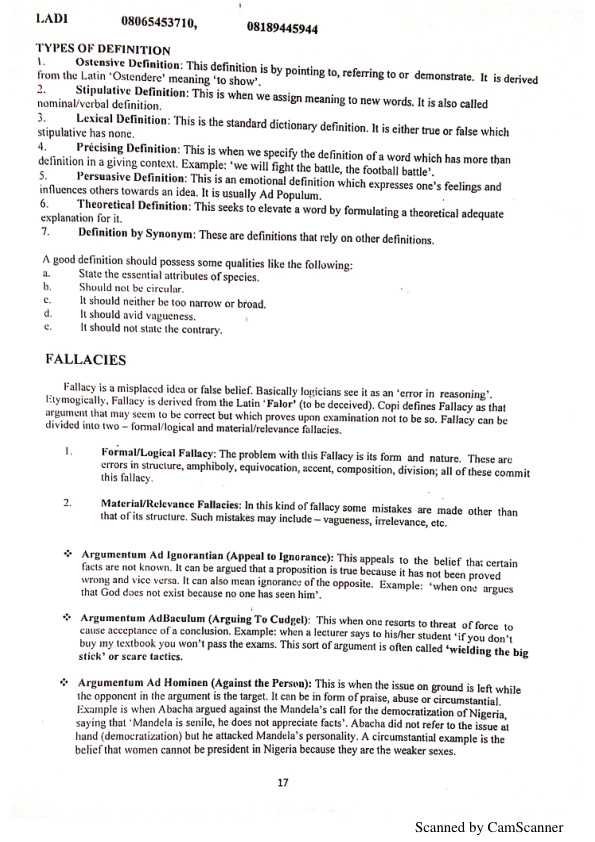 LADI 08065453710, 08189445944
TYPES OF DEFINITION
1. Ostensive Definition: This definition is by pointing to, referring to or demonstrate. It is derived
from the Latin 'Ostendere' meaning 'to show'.
2. Stipulative Definition: This is when we assign meaning to new words. It is also called
nominal/verbal definition.
3. Lexical Definition: This is the standard dictionary definition. It is either true or false which
stipulative has none.
4. Précising Definition: This is when we specify the definition of a word which has more than
definition in a giving context. Example: 'we will fight the battle, the football battle'.
5. Persuasive Definition: This is an emotional definition which expresses one's feelings and
influences others towards an idea. It is usually Ad Populum.
6. Theoretical Definition: This seeks to elevate a word by formulating a theoretical adequate
explanation for it.
7. Definition by Synonym: These are definitions that rely on other definitions.
A good definition should possess some qualities like the following:
a. State the essential attributes of species.
b. Should not be circular.
c. It should neither be too narrow or broad.
d. It should avid vagueness.
e. It should not state the contrary.
FALLACIES
Fallacy is a misplaced idea or false belief. Basically logicians see it as an 'error in reasoning'.
Etymogically, Fallacy is derived from the Latin 'Falor' (to be deceived). Copi defines Fallacy as that
argument that may seem to be correct but which proves upon examination not to be so. Fallacy can be
divided into two – formal/logical and material/relevance fallacies.
1. Formal/Logical Fallacy: The problem with this Fallacy is its form and nature. These are
errors in structure, amphiboly, equivocation, accent, composition, division; all of these commit
this fallacy.
2. Material/Relevance Fallacies: In this kind of fallacy some mistakes are made other than
that of its structure. Such mistakes may include – vagueness, irrelevance, etc.
❖ Argumentum Ad Ignorantian (Appeal to Ignorance): This appeals to the belief that certain
facts are not known. It can be argued that a proposition is true because it has not been proved
wrong and vice versa. It can also mean ignorance of the opposite. Example: 'when one argues
that God does not exist because no one has seen him'.
❖ Argumentum AdBaculum (Arguing To Cudgel): This when one resorts to threat of force to
cause acceptance of a conclusion. Example: when a lecturer says to his/her student 'if you don't
buy my textbook you won't pass the exams. This sort of argument is often called 'wielding the big
stick' or scare tactics.
❖ Argumentum Ad Hominen (Against the Person): This is when the issue on ground is left while
the opponent in the argument is the target. It can be in form of praise, abuse or circumstantial.
Example is when Abacha argued against the Mandela's call for the democratization of Nigeria,
saying that 'Mandela is senile, he does not appreciate facts'. Abacha did not refer to the issue at
hand (democratization) but he attacked Mandela's personality. A circumstantial example is the
belief that women cannot be president in Nigeria because they are the weaker sexes.
17
Scanned by CamScanner